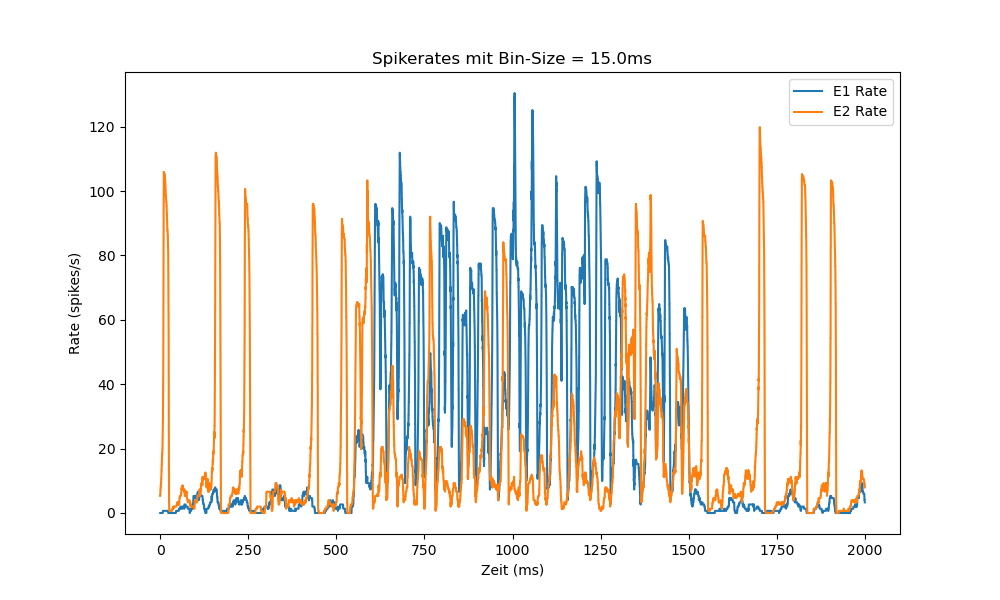 Spikerates mit Bin-Size = 15.0ms
E1 Rate
E2 Rate
Rate (spikes/s)
120
100
80
60
40
20
0
0 250 500 750 1000 1250 1500 1750 2000
Zeit (ms)